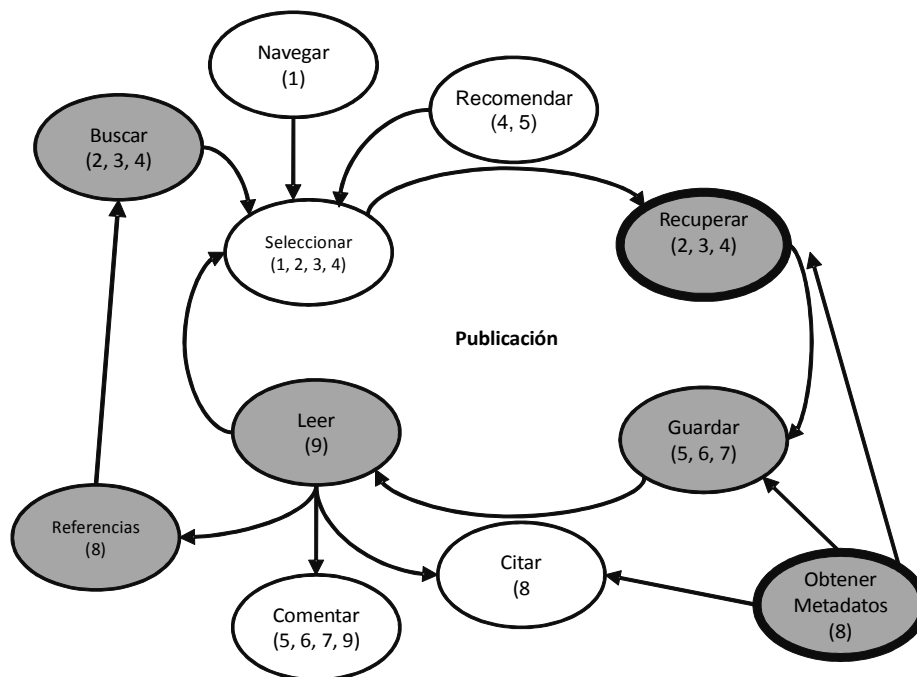 Navegar
(1)
Recomendar
(4, 5)
Buscar
(2, 3, 4)
Seleccionar
(1, 2, 3, 4)
Recuperar
(2, 3, 4)
Publicación
Leer
(9)
Guardar
(5, 6, 7)
Referencias
(8)
Citar
(8
Obtener
Metadatos
(8)
Comentar
(5, 6, 7, 9)